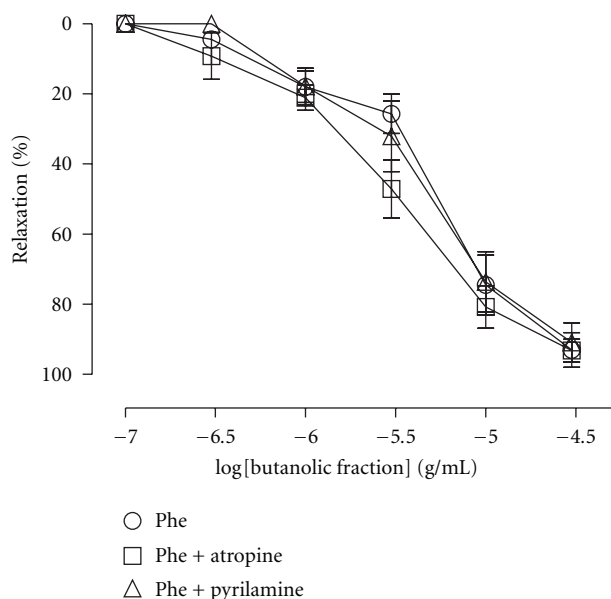 0
20
40
60
80
100
Relaxation (%)
−7
−6.5
−6
−5.5
−5
−4.5
log[butanolic fraction] (g/mL)
Phe
Phe + atropine
Phe + pyrilamine